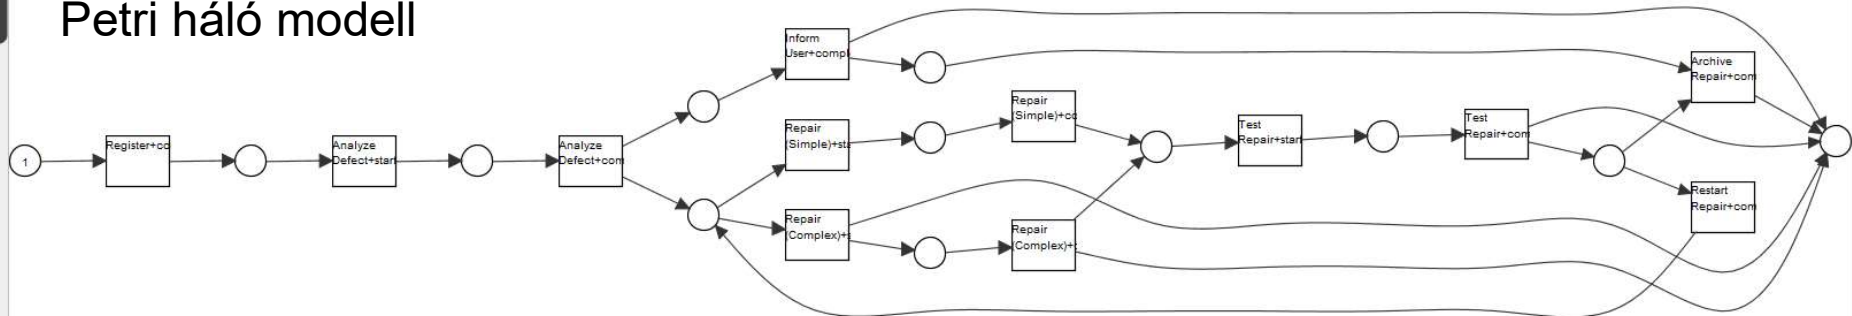 Petri háló modell
1
Register+co
Analyze
Defect+start
Analyze
Defect+com
Inform
User+compl
Repair
(Simple)+sta
Repair
(Complex)+s
Repair
(Simple)+co
Repair
(Complex)+c
Test
Repair+start
Test
Repair+com
Archive
Repair+com
Restart
Repair+com